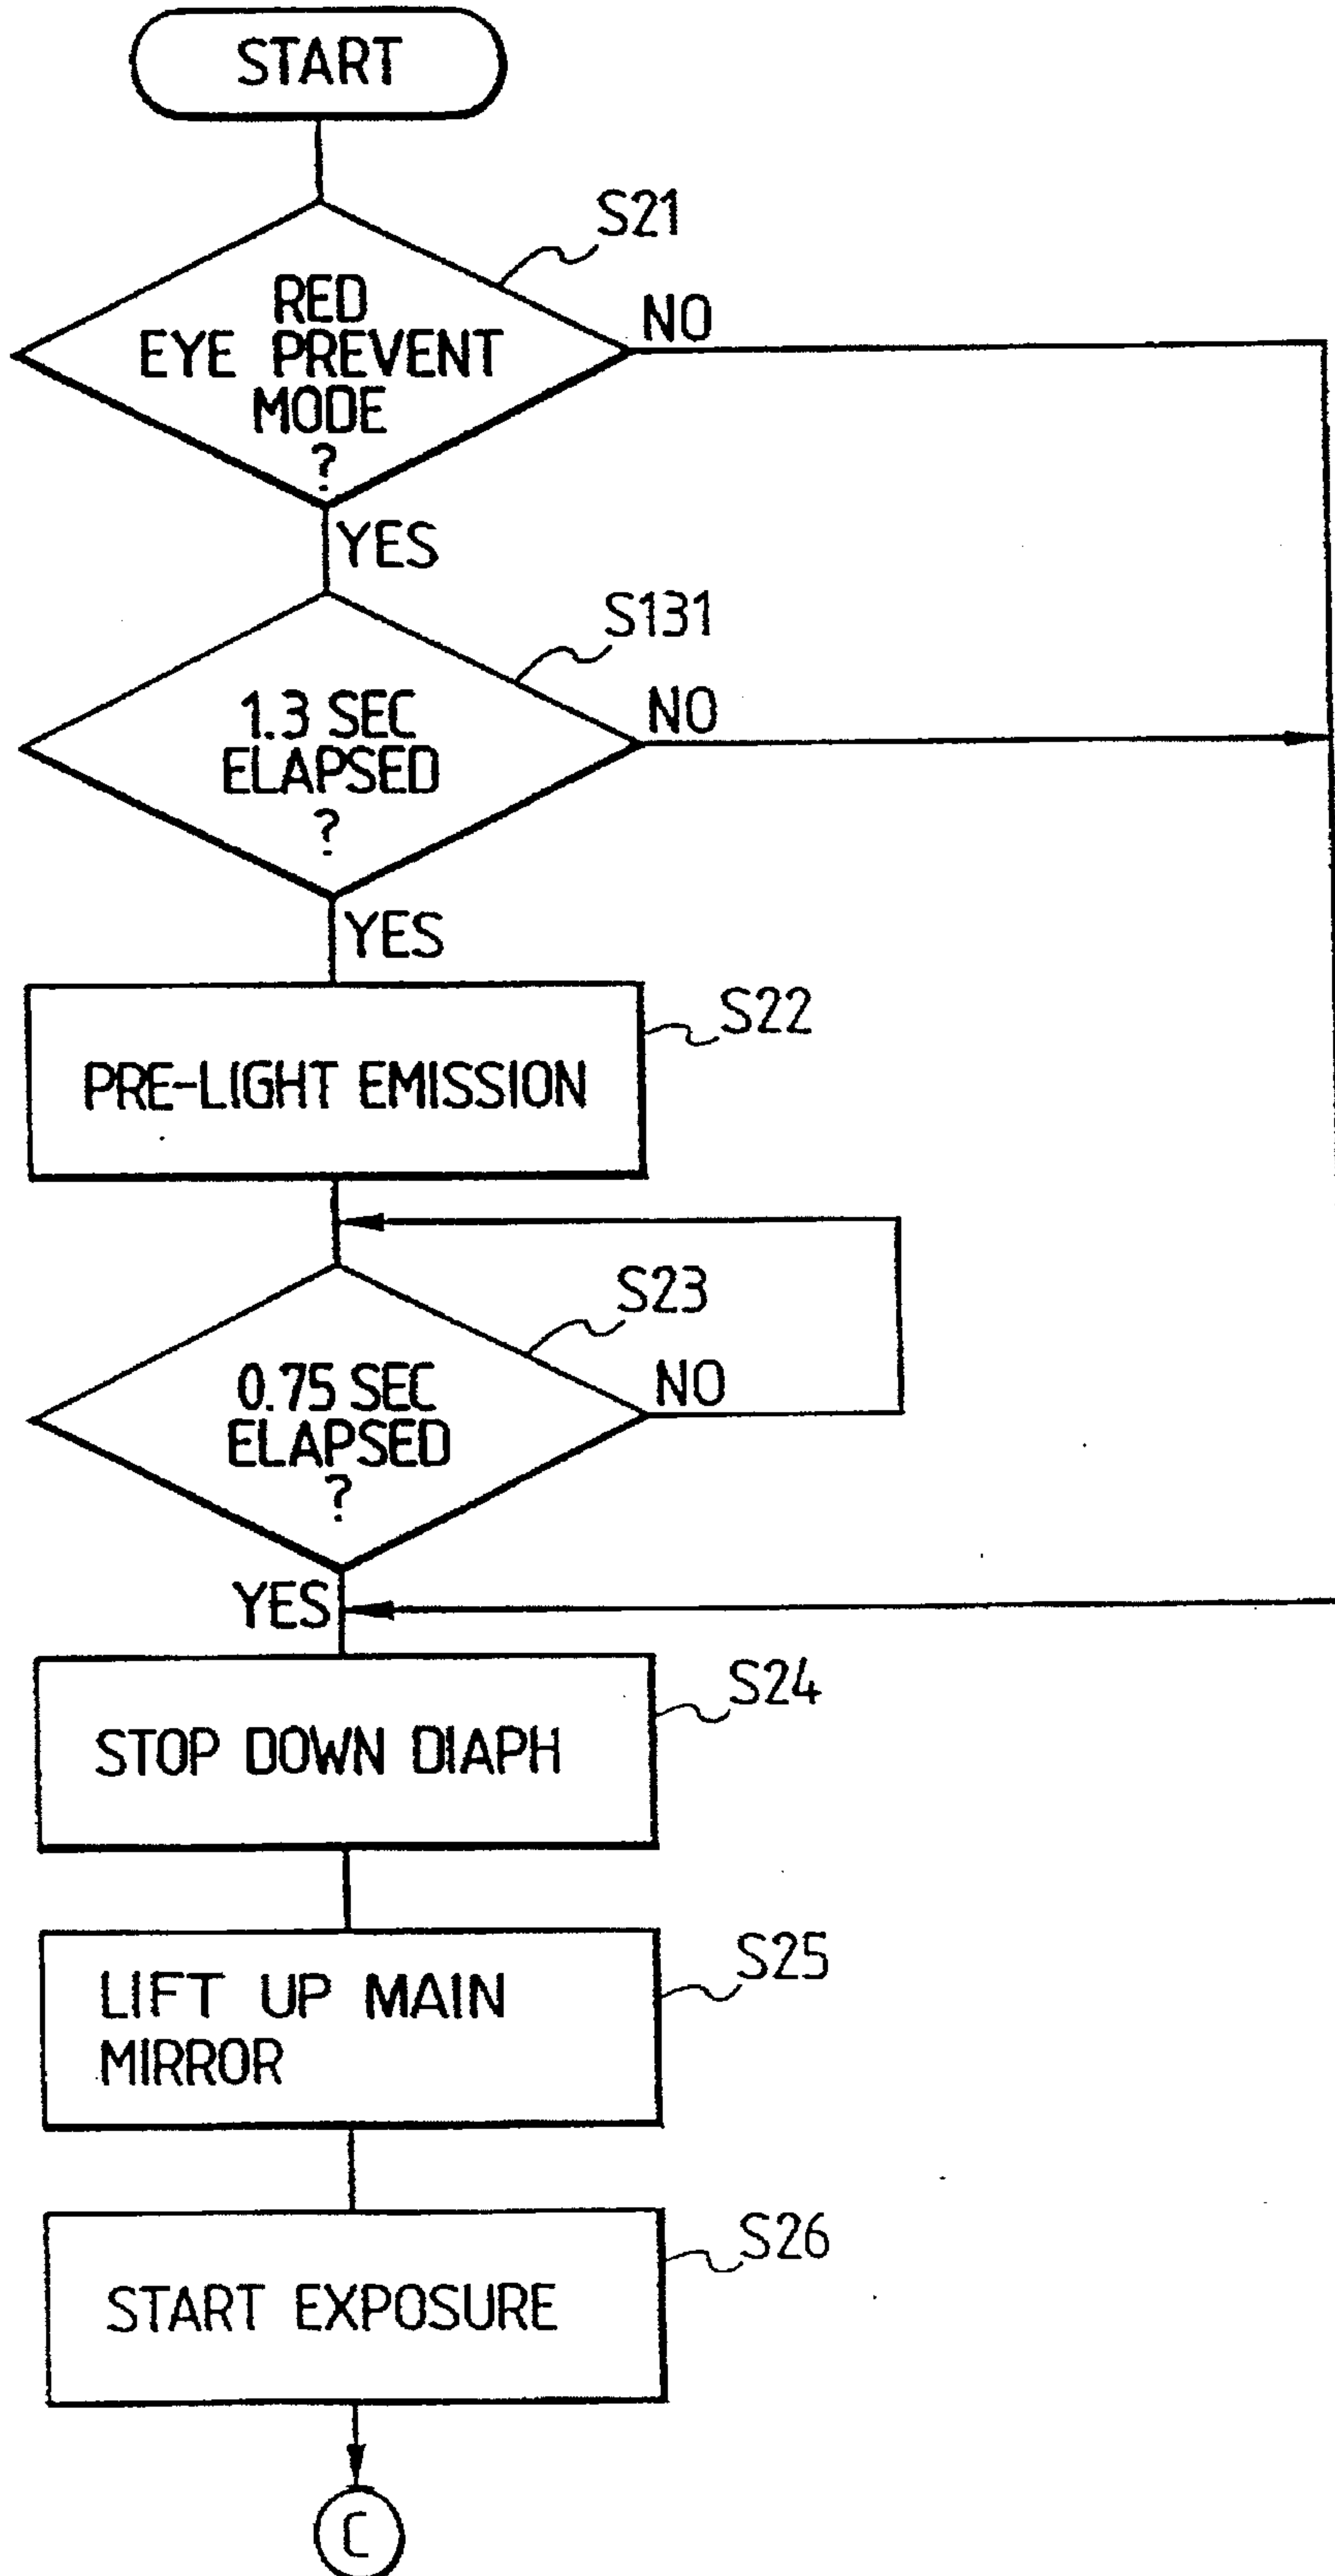 START
S21
RED
EYE PREVENT
MODE
?
NO
YES
S131
1.3 SEC
ELAPSED
?
NO
YES
S22
PRE-LIGHT EMISSION
S23
0.75 SEC
ELAPSED
?
NO
YES
S24
STOP DOWN DIAPH
S25
LIFT UP MAIN
MIRROR
S26
START EXPOSURE
C